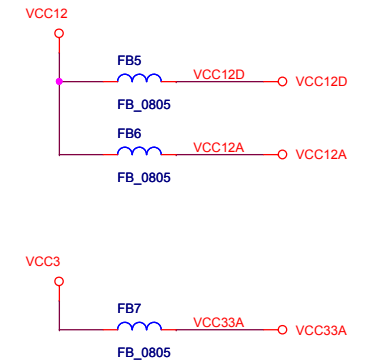 VCC12
FB5
VCC12D
VCC12D
FB_0805
FB6
VCC12A
VCC12A
FB_0805
VCC3
FB7
VCC33A
VCC33A
FB_0805